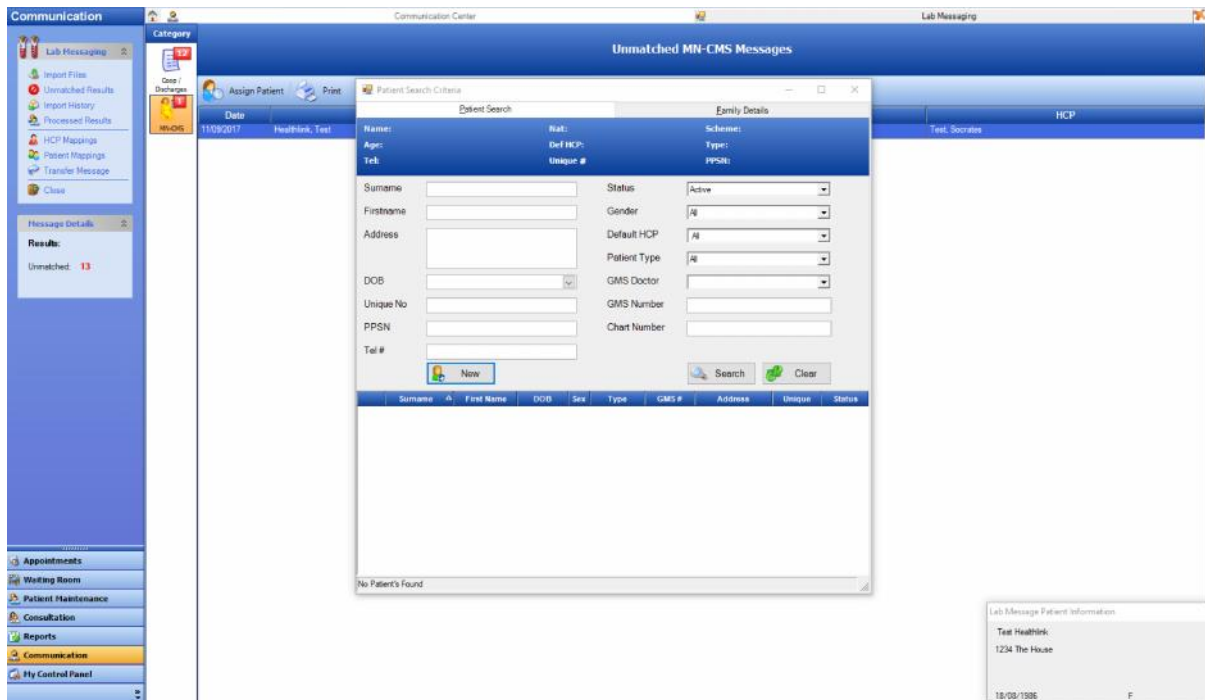 Communication
Communication Center
Lab Messaging
Lab Messaging
Import Files
Unmatched Results
Import History
Processed Results
HCP Mappings
Patient Mappings
Transfer Message
Close
Message Details
Results:
Unmatched: 13
Appointments
Waiting Room
Patient Maintenance
Consultation
Reports
Communication
My Control Panel
Category
12
Discharges
1
MN-CMS
Unmatched MN-CMS Messages
Assign Patient Print
Date HCP
11/09/2017 Healthlink, Test Test, Socrates
Patient Search Criteria
Patient Search Family Details
Name: Nat: Scheme:
Age: Def HCP: Type:
Tel: Unique # PPSN:
Surname Status Active
Firstname Gender All
Address Default HCP All
Patient Type All
DOB GMS Doctor
Unique No GMS Number
PPSN Chart Number
Tel #
New Search Clear
Surname First Name DOB Sex Type GMS # Address Unique Status
No Patient's Found
Lab Message Patient Information
Test Healthlink
1234 The House
18/08/1986 F